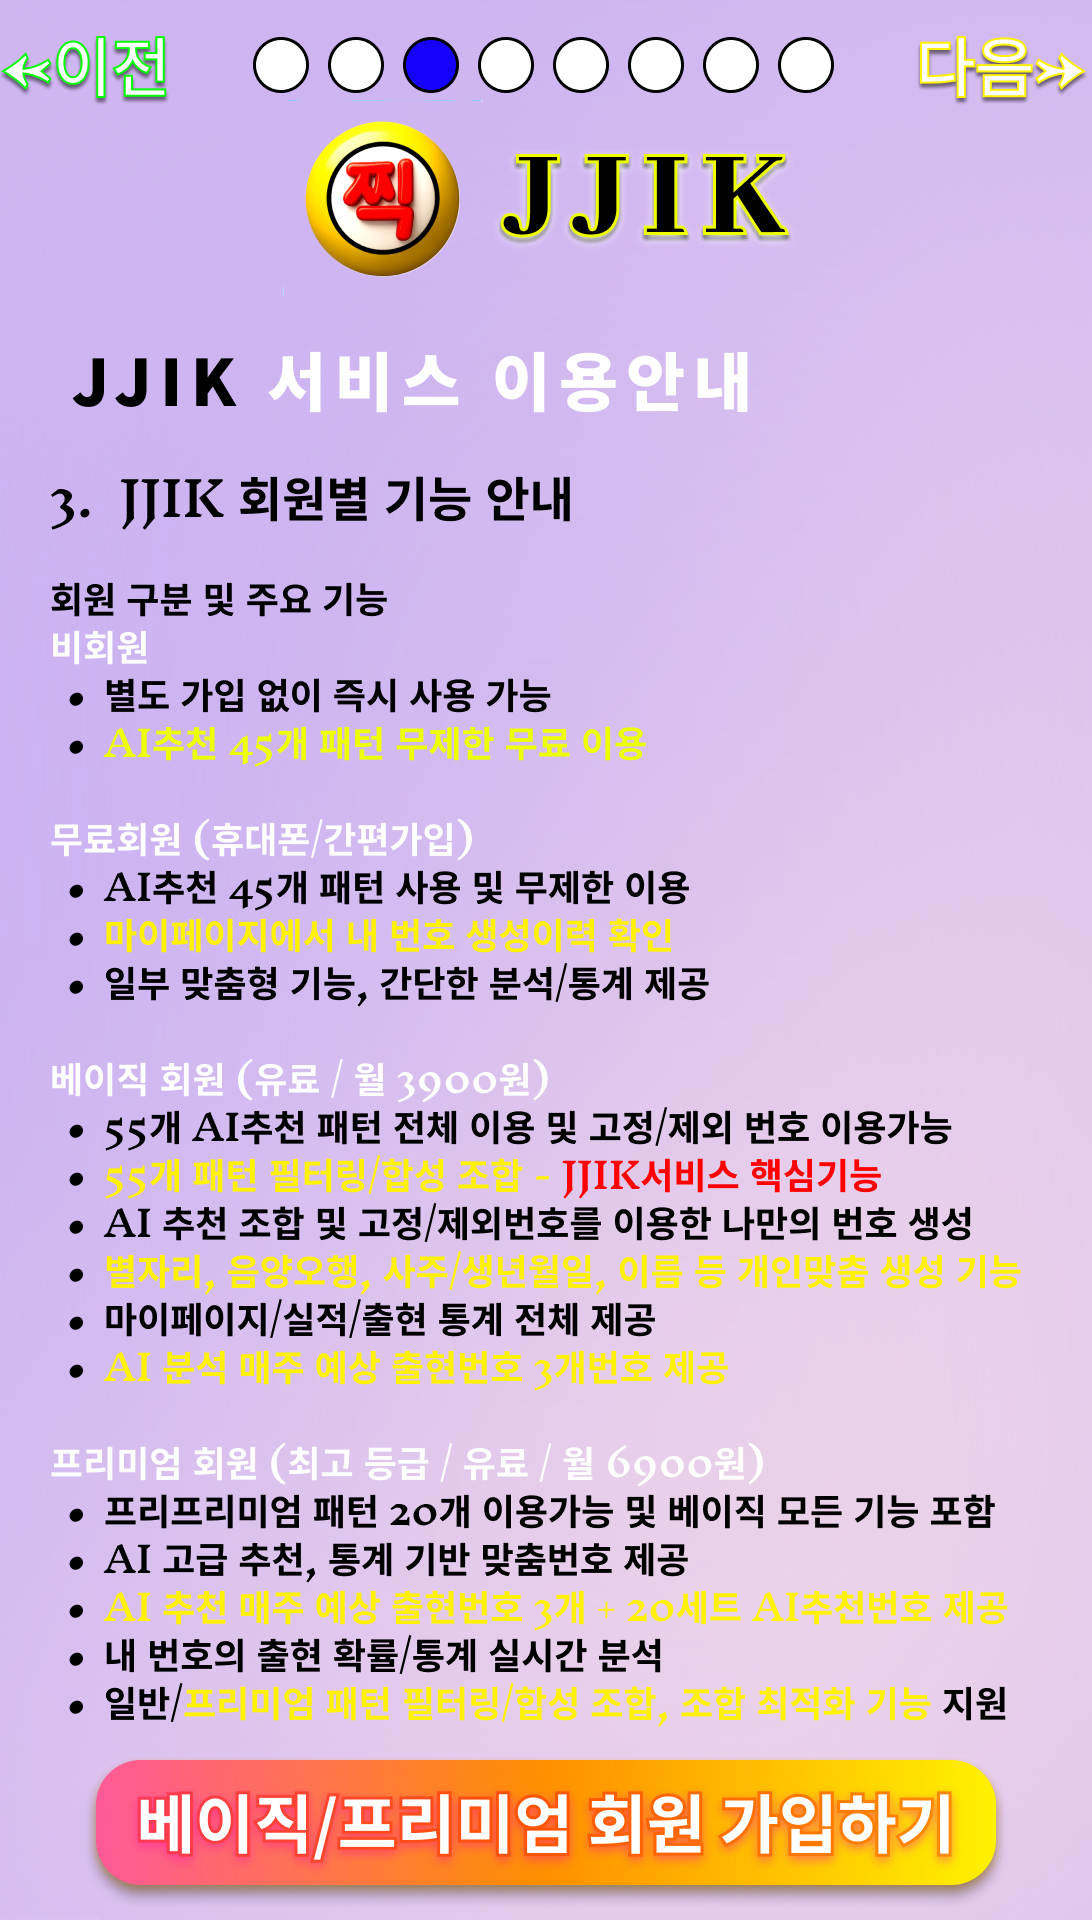 ←이전
다음→
찍 JJIK
JJIK 서비스 이용안내
3. JJIK 회원별 기능 안내
회원 구분 및 주요 기능
비회원
• 별도 가입 없이 즉시 사용 가능
• AI추천 45개 패턴 무제한 무료 이용
무료회원 (휴대폰/간편가입)
• AI추천 45개 패턴 사용 및 무제한 이용
• 마이페이지에서 내 번호 생성이력 확인
• 일부 맞춤형 기능, 간단한 분석/통계 제공
베이직 회원 (유료 / 월 3900원)
• 55개 AI추천 패턴 전체 이용 및 고정/제외 번호 이용가능
• 55개 패턴 필터링/합성 조합 - JJIK서비스 핵심기능
• AI 추천 조합 및 고정/제외번호를 이용한 나만의 번호 생성
• 별자리, 음양오행, 사주/생년월일, 이름 등 개인맞춤 생성 기능
• 마이페이지/실적/출현 통계 전체 제공
• AI 분석 매주 예상 출현번호 3개번호 제공
프리미엄 회원 (최고 등급 / 유료 / 월 6900원)
• 프리프리미엄 패턴 20개 이용가능 및 베이직 모든 기능 포함
• AI 고급 추천, 통계 기반 맞춤번호 제공
• AI 추천 매주 예상 출현번호 3개 + 20세트 AI추천번호 제공
• 내 번호의 출현 확률/통계 실시간 분석
• 일반/프리미엄 패턴 필터링/합성 조합, 조합 최적화 기능 지원
베이직/프리미엄 회원 가입하기